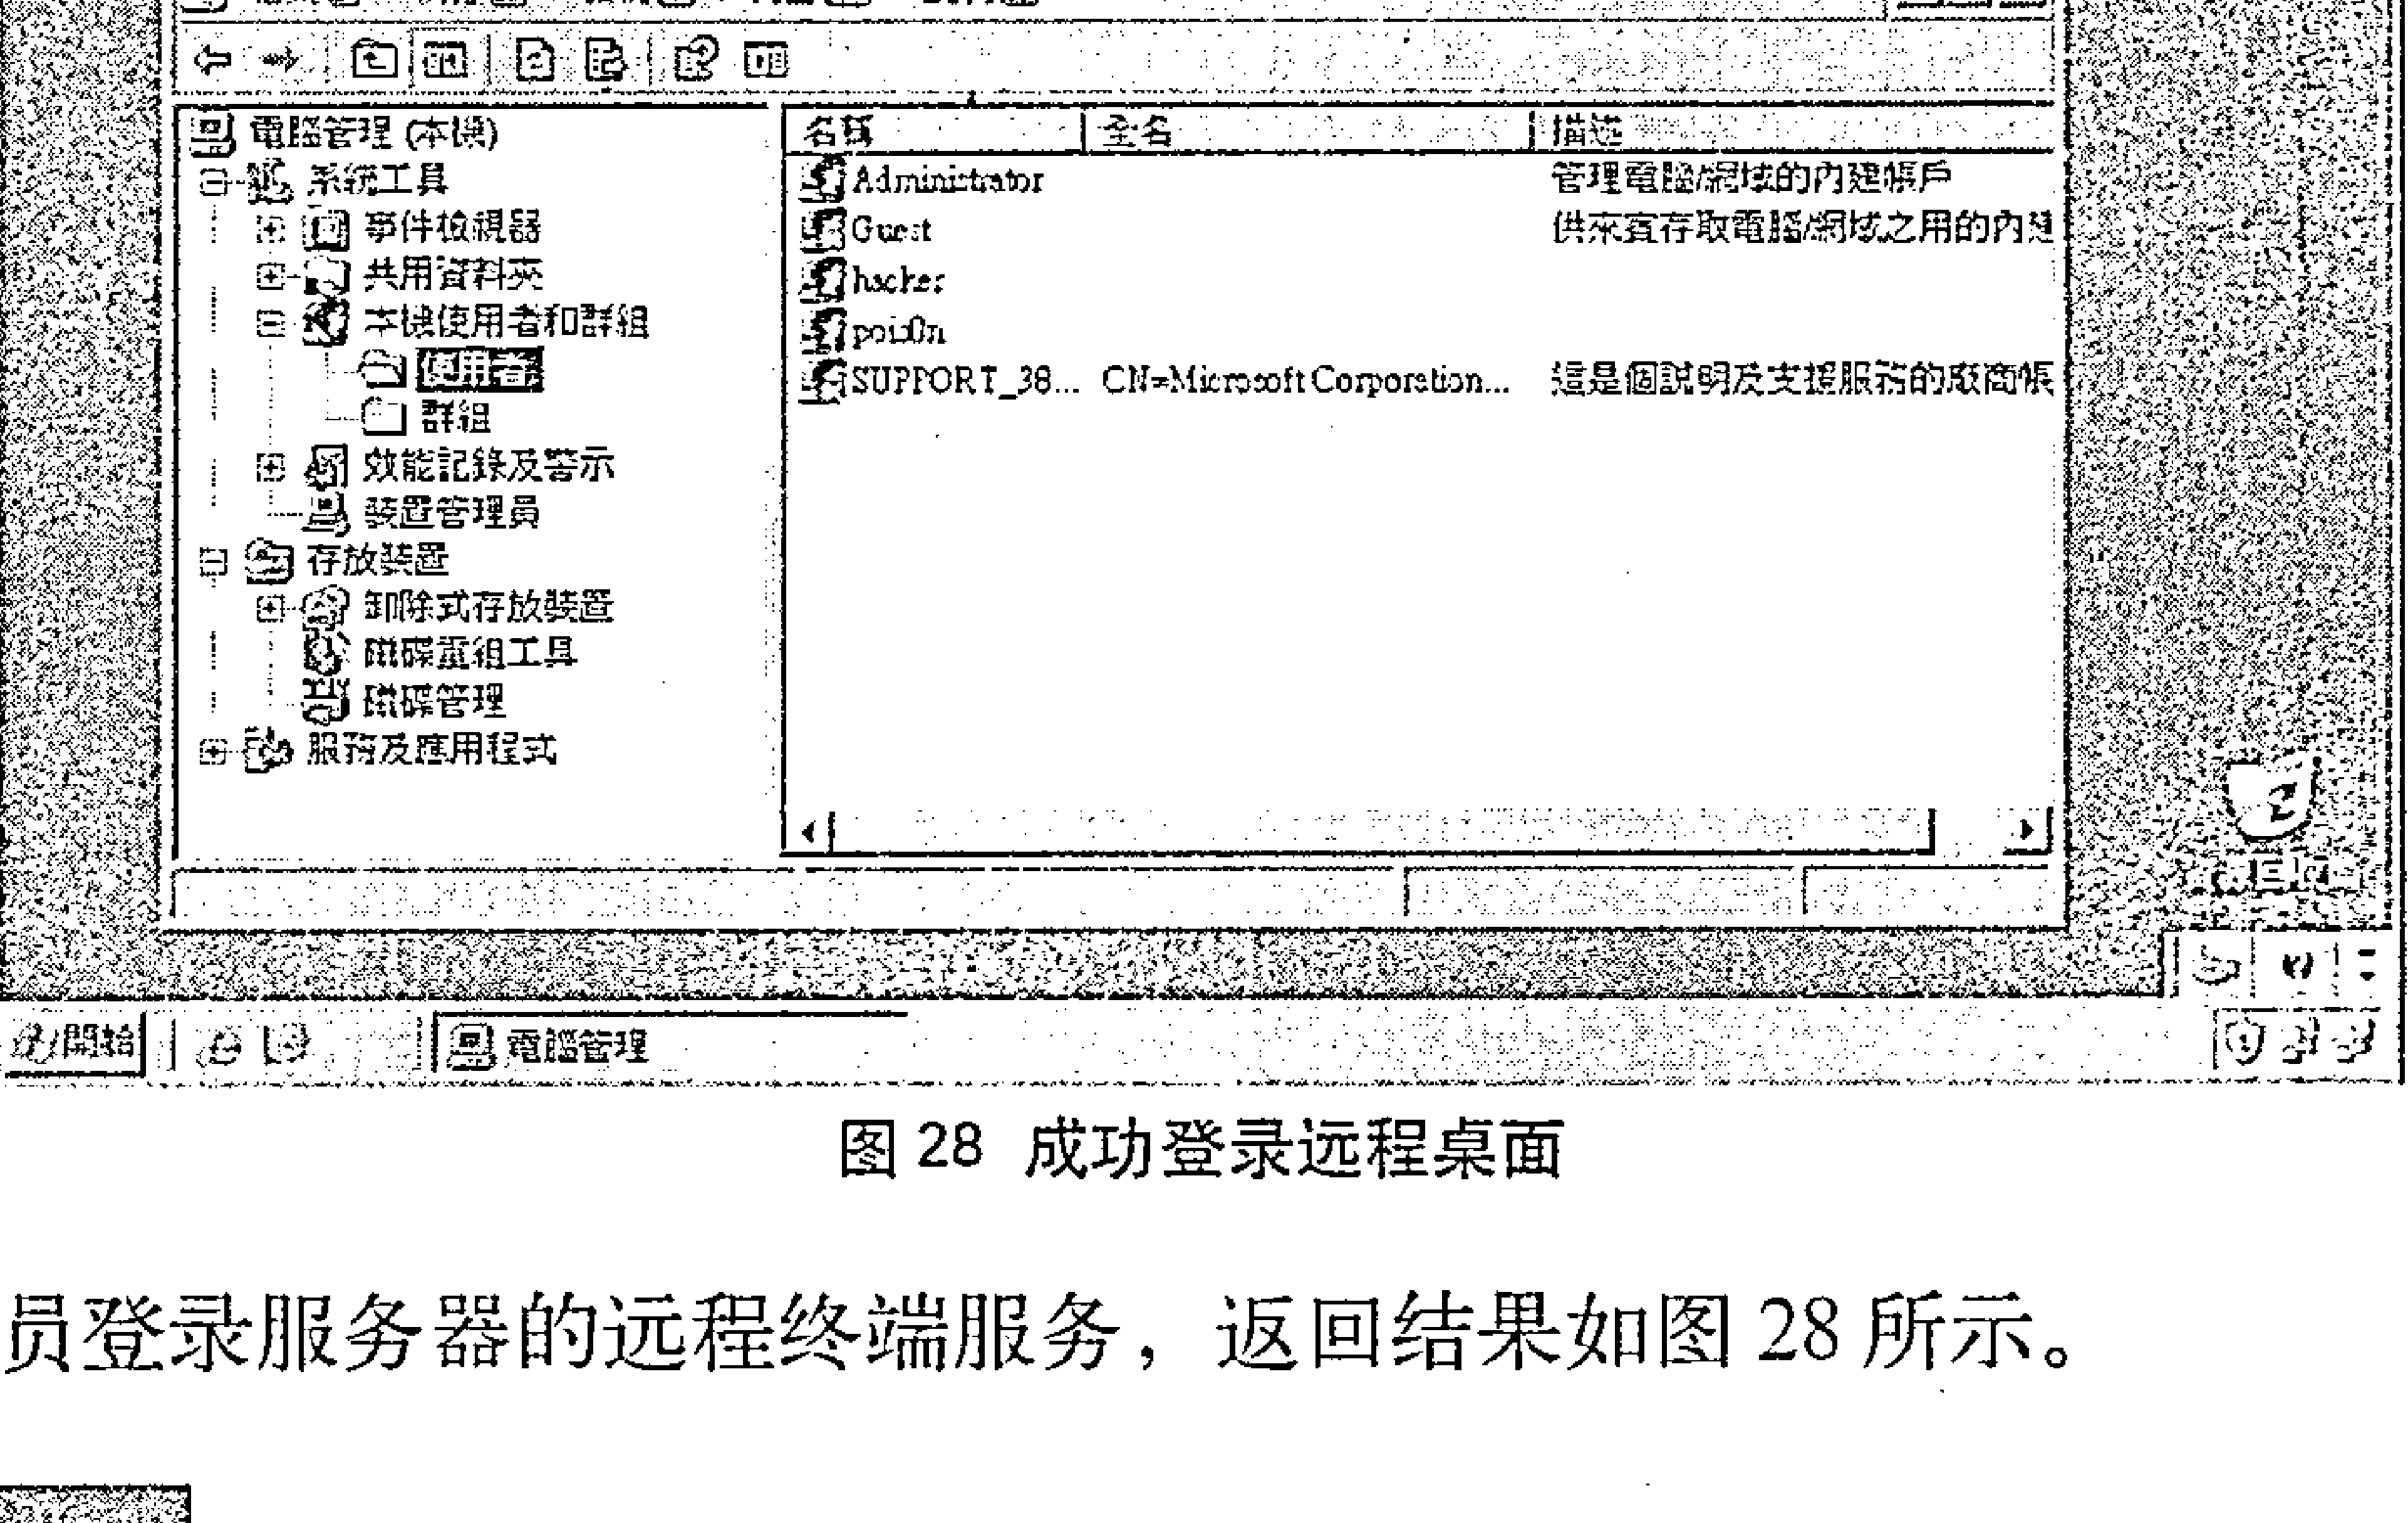 電腦管理 (本機)
系統工具
事件檢視器
共用資料夾
本機使用者和群組
使用者
群組
效能記錄及警示
裝置管理員
存放裝置
卸除式存放裝置
磁碟重組工具
磁碟管理
服務及應用程式
名稱 全名 描述
Administrator 管理電腦/網域的內建帳戶
Guest 供來賓存取電腦/網域之用的內建
hacker
pois0n
SUPPORT_38... CN=Microsoft Corporation... 這是個說明及支援服務的廠商帳
開始 電腦管理
图 28 成功登录远程桌面
员登录服务器的远程终端服务，返回结果如图 28 所示。